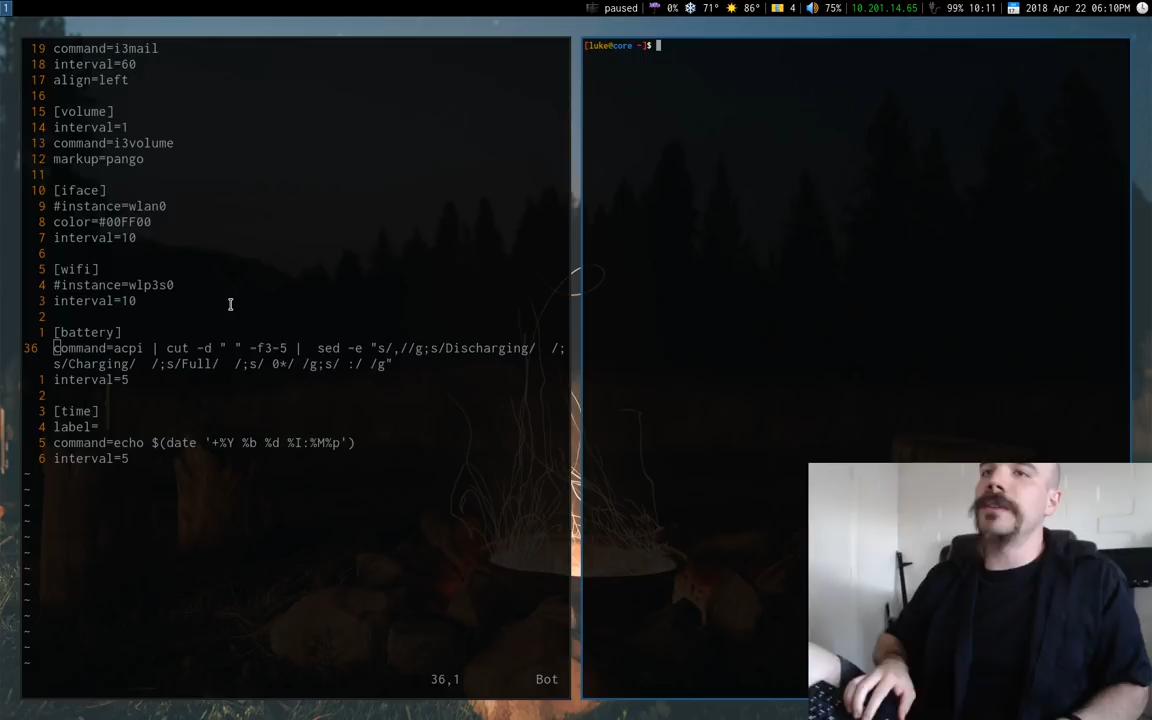 1 paused 0% 71° 86° 4 75% 10.201.14.65 99% 10:11 2018 Apr 22 06:10PM
19 command=i3mail
18 interval=60
17 align=left
16
15 [volume]
14 interval=1
13 command=i3volume
12 markup=pango
11
10 [iface]
9 #instance=wlan0
8 color=#00FF00
7 interval=10
6
5 [wifi]
4 #instance=wlp3s0
3 interval=10
2
1 [battery]
36 command=acpi | cut -d " " -f3-5 | sed -e "s/,//g;s/Discharging/ /;
s/Charging/ /;s/Full/ /;s/ 0*/ /g;s/ :/ /g"
1 interval=5
2
3 [time]
4 label=
5 command=echo $(date '+%Y %b %d %I:%M%p')
6 interval=5
~
~
~
~
~
~
~
~
~
~
~
~
~
36,1 Bot
[luke@core ~]$